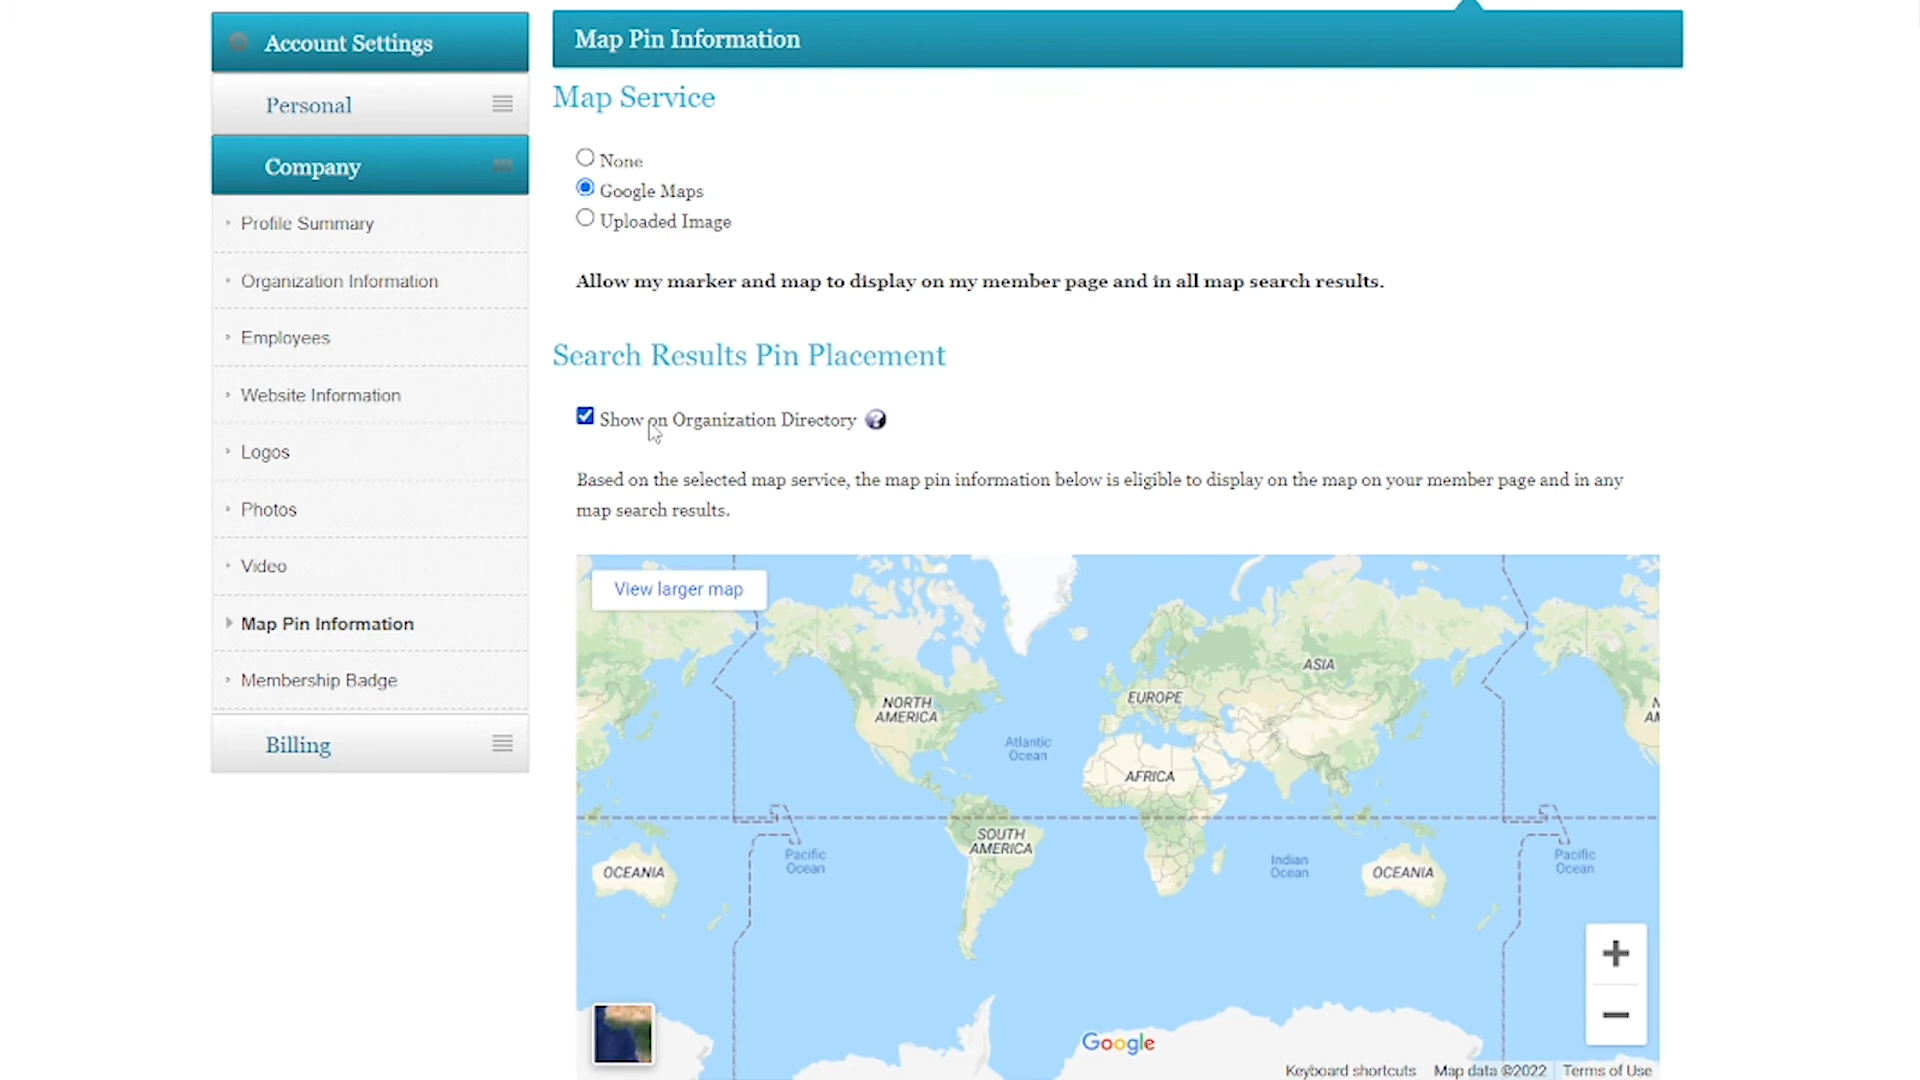 Account Settings
Personal
Company
Profile Summary
Organization Information
Employees
Website Information
Logos
Photos
Video
Map Pin Information
Membership Badge
Billing
Map Pin Information
Map Service
None
Google Maps
Uploaded Image
Allow my marker and map to display on my member page and in all map search results.
Search Results Pin Placement
Show on Organization Directory
Based on the selected map service, the map pin information below is eligible to display on the map on your member page and in any
map search results.
View larger map
ASIA
EUROPE
NORTH
AMERICA
N
AM
Atlantic
Ocean
AFRICA
SOUTH
AMERICA
Pacific
Ocean
Indian
Ocean
Pacific
Ocean
OCEANIA
OCEANIA
Google
Keyboard shortcuts
Map data ©2022
Terms of Use